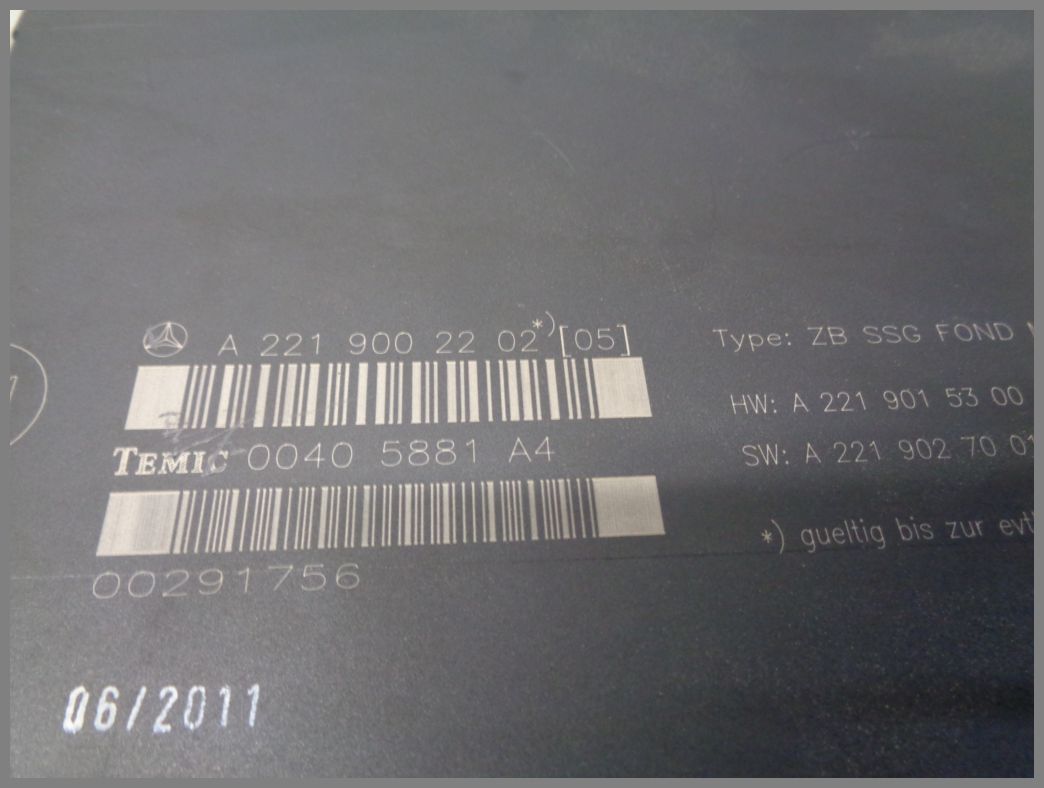 A 221 900 22 02*)[05]
TEMIC 0040 5881 A4
00291756
06/2011
Type: ZB SSG FOND
HW: A 221 901 53 00
SW: A 221 902 70 01
*) gueltig bis zur